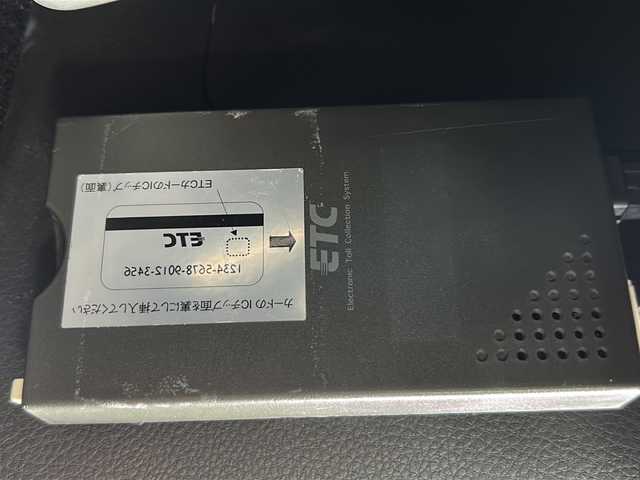 ETCカードのICチップ(裏面)
ETC
1234-5678-9012-3456
カードのICチップ面を裏にして挿入してください
ETC
Electronic Toll Collection System